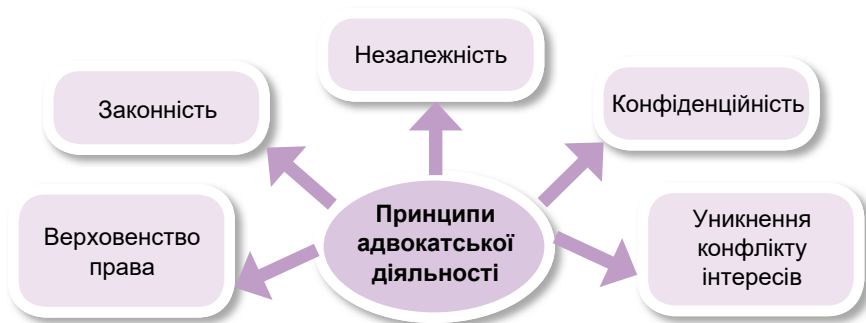 Незалежність
Законність
Конфіденційність
Принципи
адвокатської
діяльності
Верховенство
права
Уникнення
конфлікту
інтересів